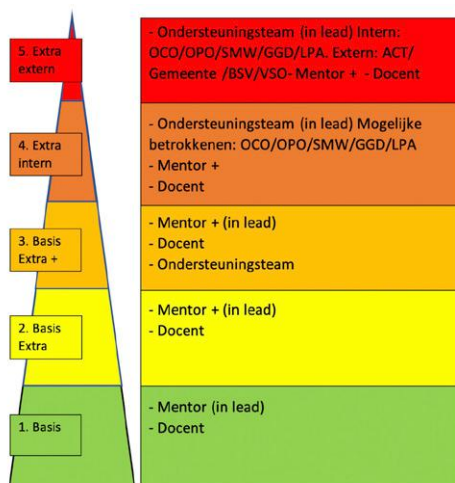 5. Extra
extern
- Ondersteuningsteam (in lead) Intern:
OCO/OPO/SMW/GGD/LPA. Extern: ACT/
Gemeente /BSV/VSO- Mentor + - Docent
4. Extra
intern
- Ondersteuningsteam (in lead) Mogelijke
betrokkenen: OCO/OPO/SMW/GGD/LPA
- Mentor +
- Docent
3. Basis
Extra +
- Mentor + (in lead)
- Docent
- Ondersteuningsteam
2. Basis
Extra
- Mentor + (in lead)
- Docent
1. Basis
- Mentor (in lead)
- Docent